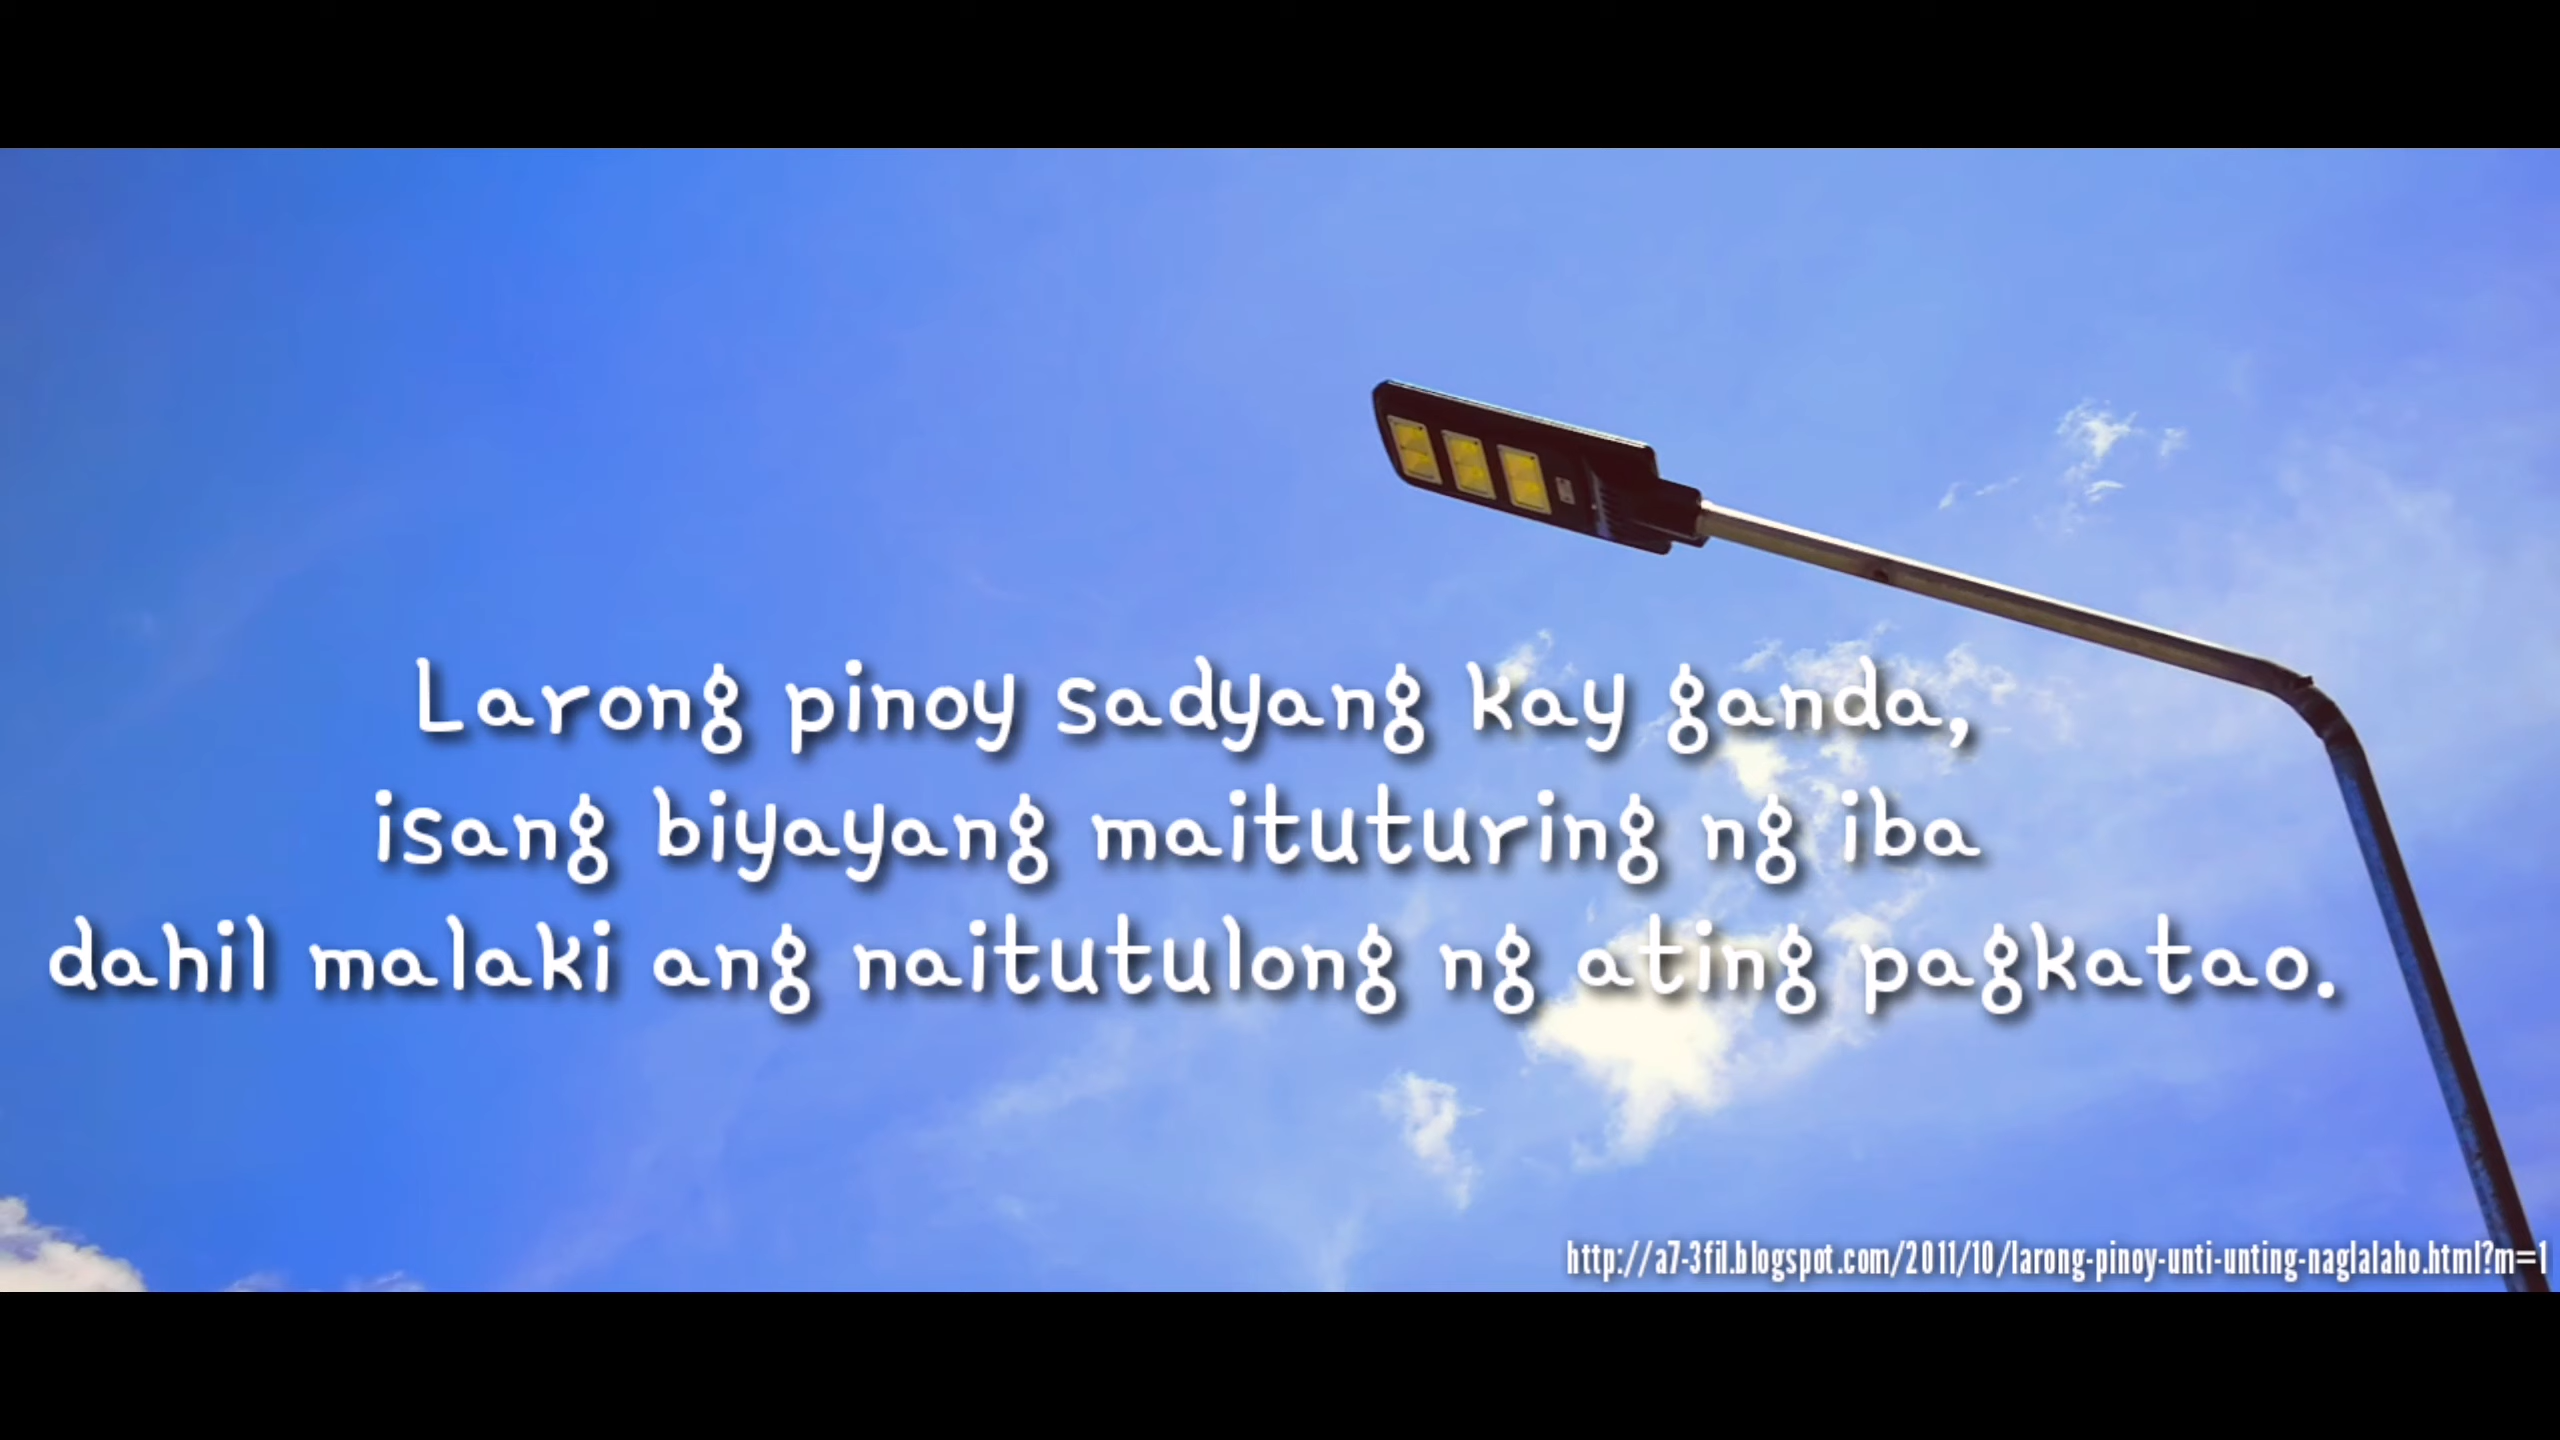 Larong pinoy sadyang kay ganda,
isang biyayang maituturing ng iba
dahil malaki ang naitutulong ng ating pagkatao.
http://a7-3fil.blogspot.com/2011/10/larong-pinoy-unti-unting-naglalaho.html?m=1